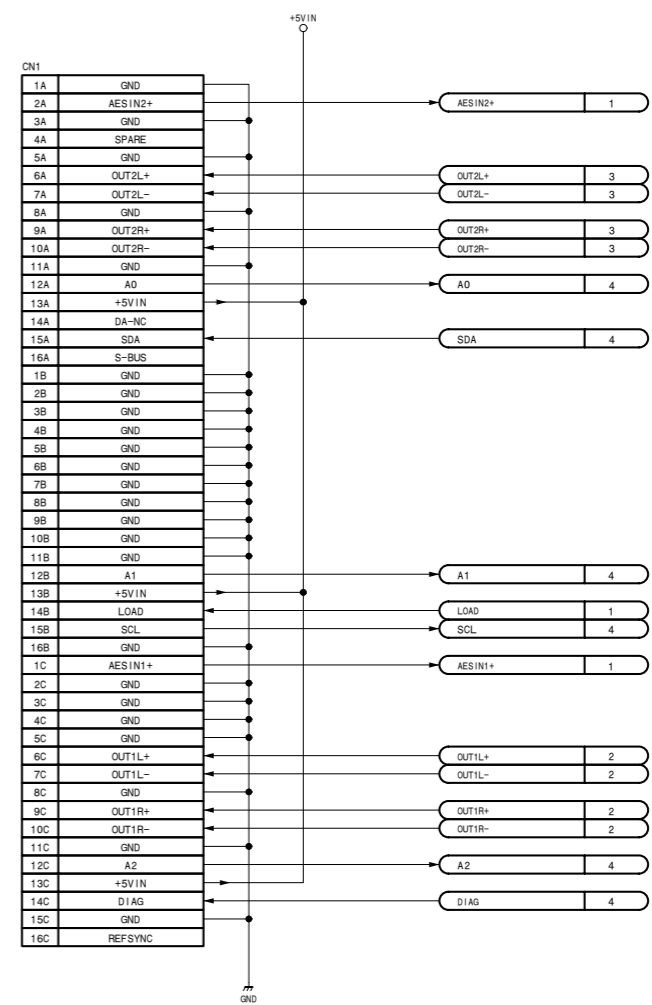 +5VIN
CN1
1A GND
2A AESIN2+ AESIN2+ 1
3A GND
4A SPARE
5A GND
6A OUT2L+ OUT2L+ 3
7A OUT2L- OUT2L- 3
8A GND
9A OUT2R+ OUT2R+ 3
10A OUT2R- OUT2R- 3
11A GND
12A A0 A0 4
13A +5VIN
14A DA-NC
15A SDA SDA 4
16A S-BUS
1B GND
2B GND
3B GND
4B GND
5B GND
6B GND
7B GND
8B GND
9B GND
10B GND
11B GND
12B A1 A1 4
13B +5VIN
14B LOAD LOAD 1
15B SCL SCL 4
16B GND
1C AESIN1+ AESIN1+ 1
2C GND
3C GND
4C GND
5C GND
6C OUT1L+ OUT1L+ 2
7C OUT1L- OUT1L- 2
8C GND
9C OUT1R+ OUT1R+ 2
10C OUT1R- OUT1R- 2
11C GND
12C A2 A2 4
13C +5VIN
14C DIAG DIAG 4
15C GND
16C REFSYNC
GND